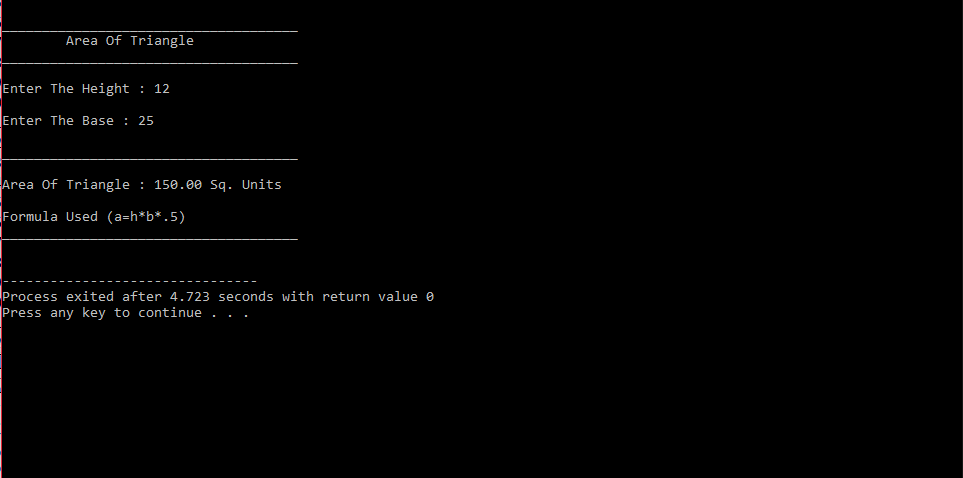 _____________________________________
Area Of Triangle
_____________________________________
Enter The Height : 12
Enter The Base : 25
_____________________________________
Area Of Triangle : 150.00 Sq. Units
Formula Used (a=h*b*.5)
_____________________________________
--------------------------------
Process exited after 4.723 seconds with return value 0
Press any key to continue . . .